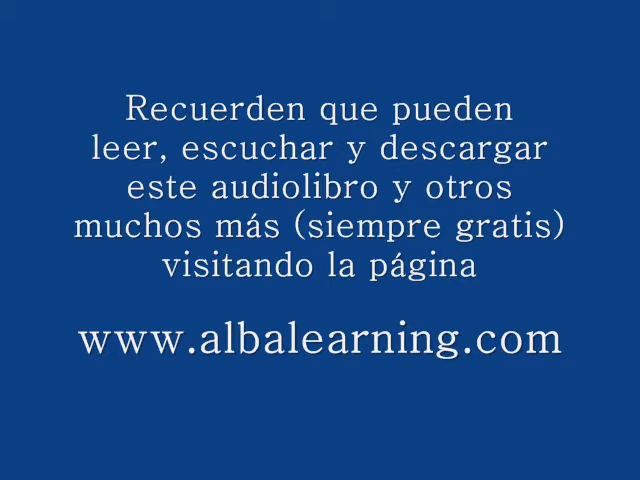 Recuerden que pueden
leer, escuchar y descargar
este audiolibro y otros
muchos más (siempre gratis)
visitando la página
www.albalearning.com